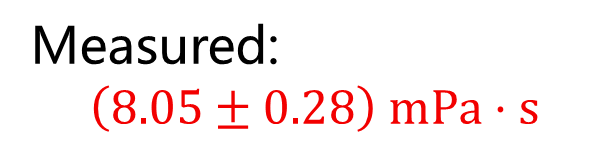 Measured:
(8.05 ± 0.28) mPa · s